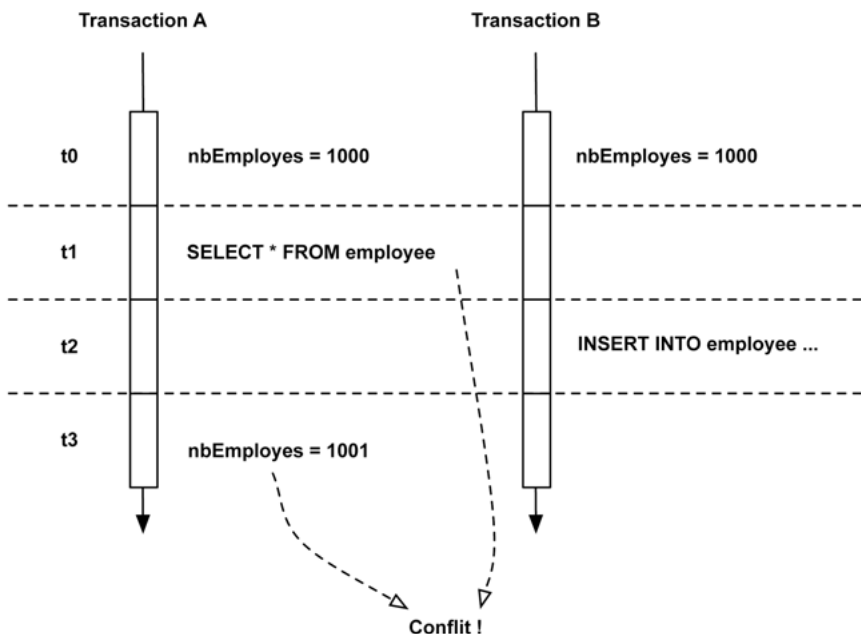 Transaction A
Transaction B
t0
nbEmployes = 1000
nbEmployes = 1000
t1
SELECT * FROM employee
t2
INSERT INTO employee ...
t3
nbEmployes = 1001
Conflit !